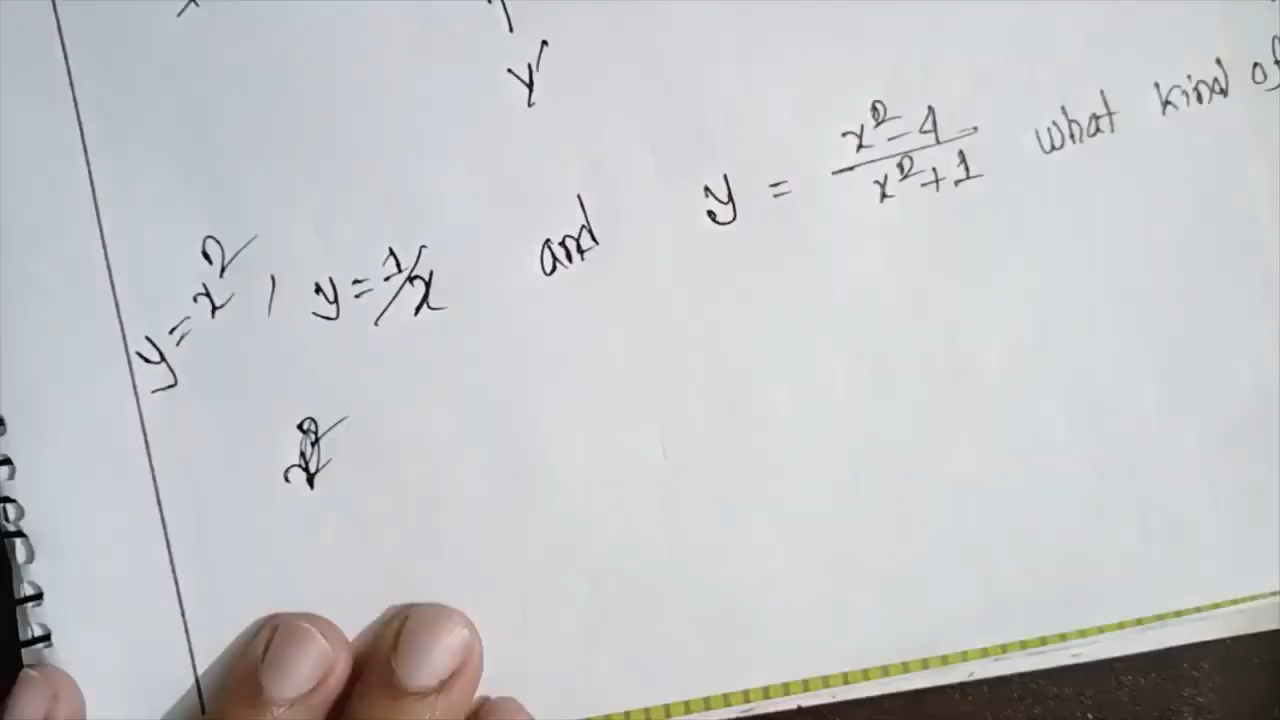 y'
y = x², y = 1/x and y = (x²-4)/(x²+1) what kind of